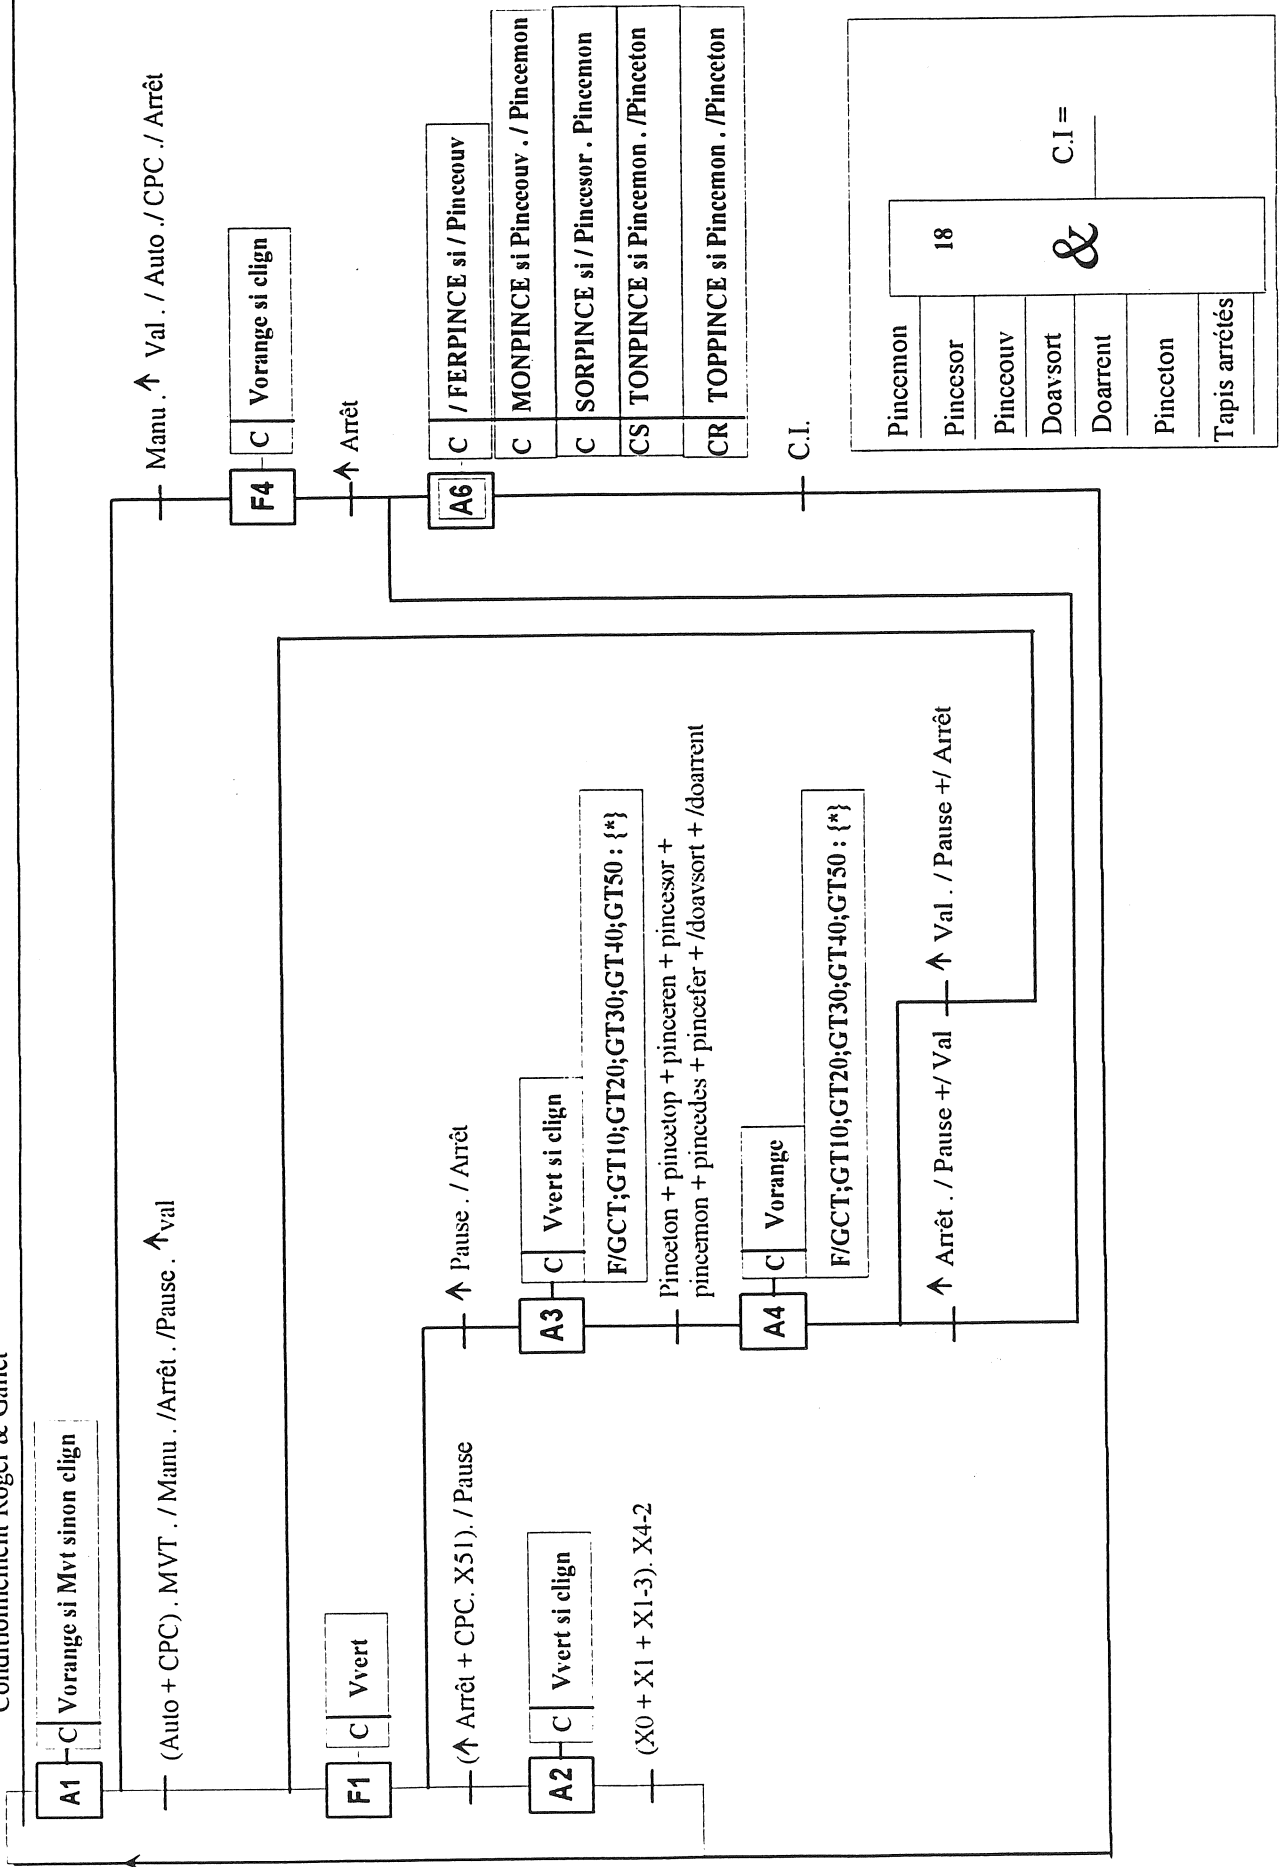 Conditionnement Roger & Gallet
A1
C Vorange si Mvt sinon clign
(Auto + CPC) . MVT . / Manu . /Arrêt . /Pause . ↑val
Manu . ↑ Val . / Auto ./ CPC ./ Arrêt
F1
C Vvert
F4
C Vorange si clign
↑ Arrêt
(↑ Arrêt + CPC. X51). / Pause
↑ Pause . / Arrêt
A2
C Vvert si clign
(X0 + X1 + X1-3). X4-2
A3
C Vvert si clign
F/GCT;GT10;GT20;GT30;GT40;GT50 : {*}
Pinceton + pincetop + pinceren + pincesor +
pincemon + pincedes + pincefer + /doavsort + /doarrent
A4
C Vorange
F/GCT;GT10;GT20;GT30;GT40;GT50 : {*}
↑ Arrêt . / Pause +/ Val
↑ Val . / Pause +/ Arrêt
A6
C / FERPINCE si / Pinceouv
C MONPINCE si Pinceouv . / Pincemon
C SORPINCE si / Pincesor . Pincemon
CS TONPINCE si Pincemon . /Pinceton
CR TOPPINCE si Pincemon . /Pinceton
C.I.
Pincemon
Pincesor
Pinceouv
Doavsort
Doarrent
Pinceton
Tapis arrétés
18
&
C.I =